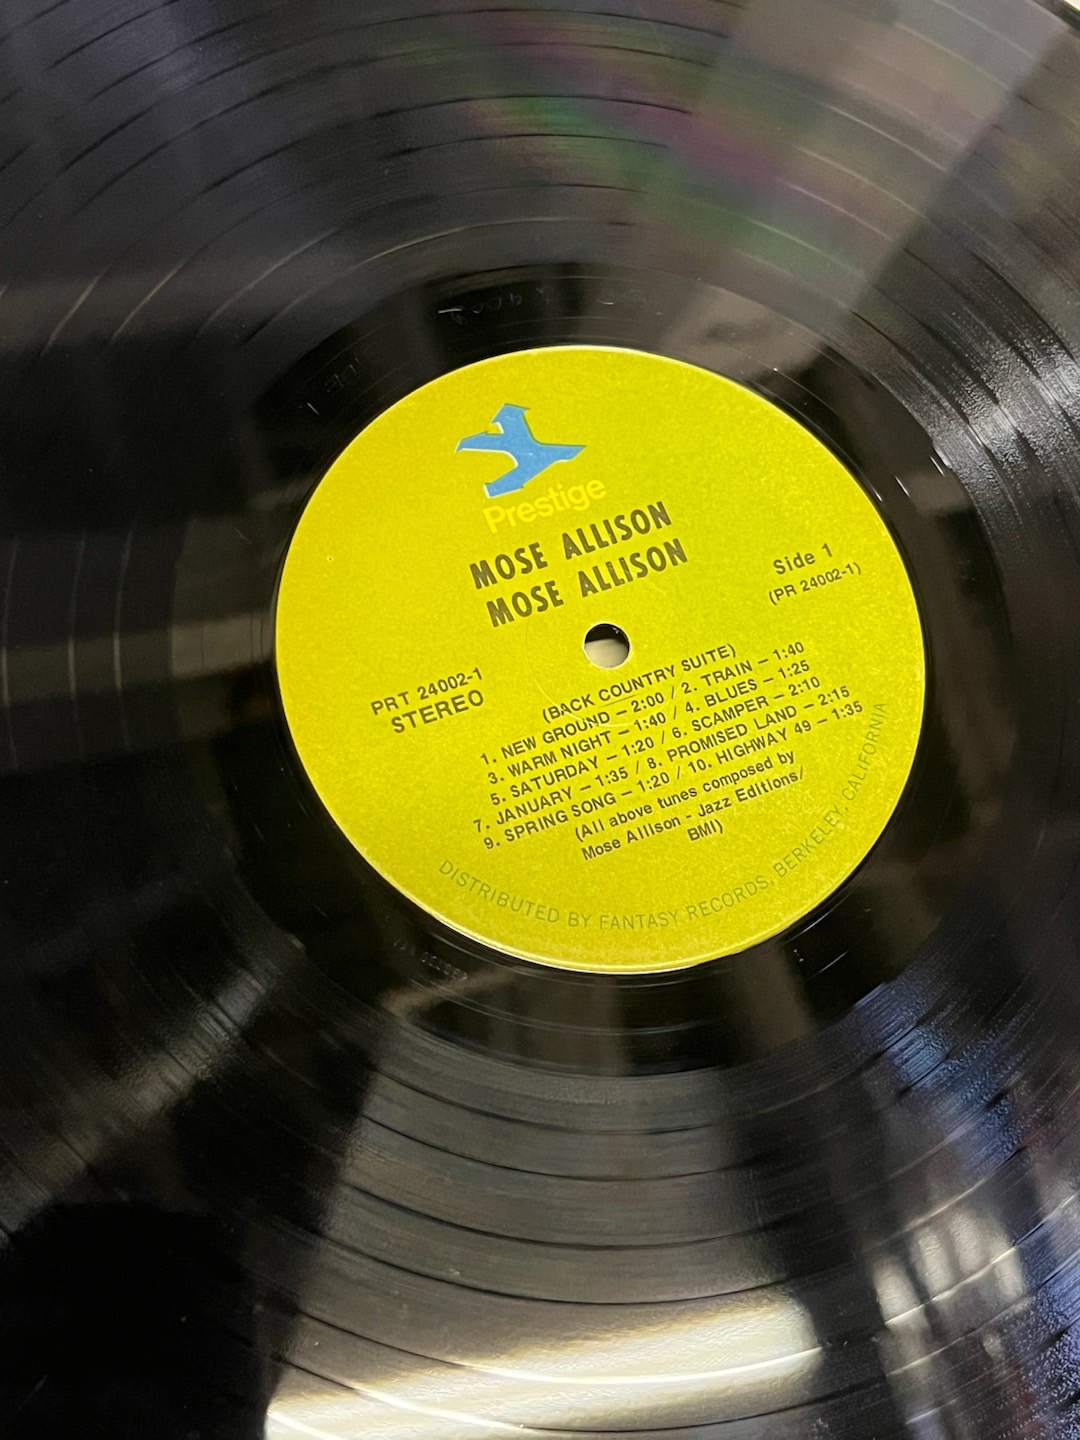 Prestige
MOSE ALLISON
MOSE ALLISON
Side 1
(PR 24002-1)
PRT 24002-1
STEREO
(BACK COUNTRY SUITE)
1. NEW GROUND – 2:00 / 2. TRAIN – 1:40
3. WARM NIGHT – 1:40 / 4. BLUES – 1:25
5. SATURDAY – 1:20 / 6. SCAMPER – 2:10
7. JANUARY – 1:35 / 8. PROMISED LAND – 2:15
9. SPRING SONG – 1:20 / 10. HIGHWAY 49 – 1:35
(All above tunes composed by
Mose Allison - Jazz Editions/
BMI)
DISTRIBUTED BY FANTASY RECORDS, BERKELEY, CALIFORNIA